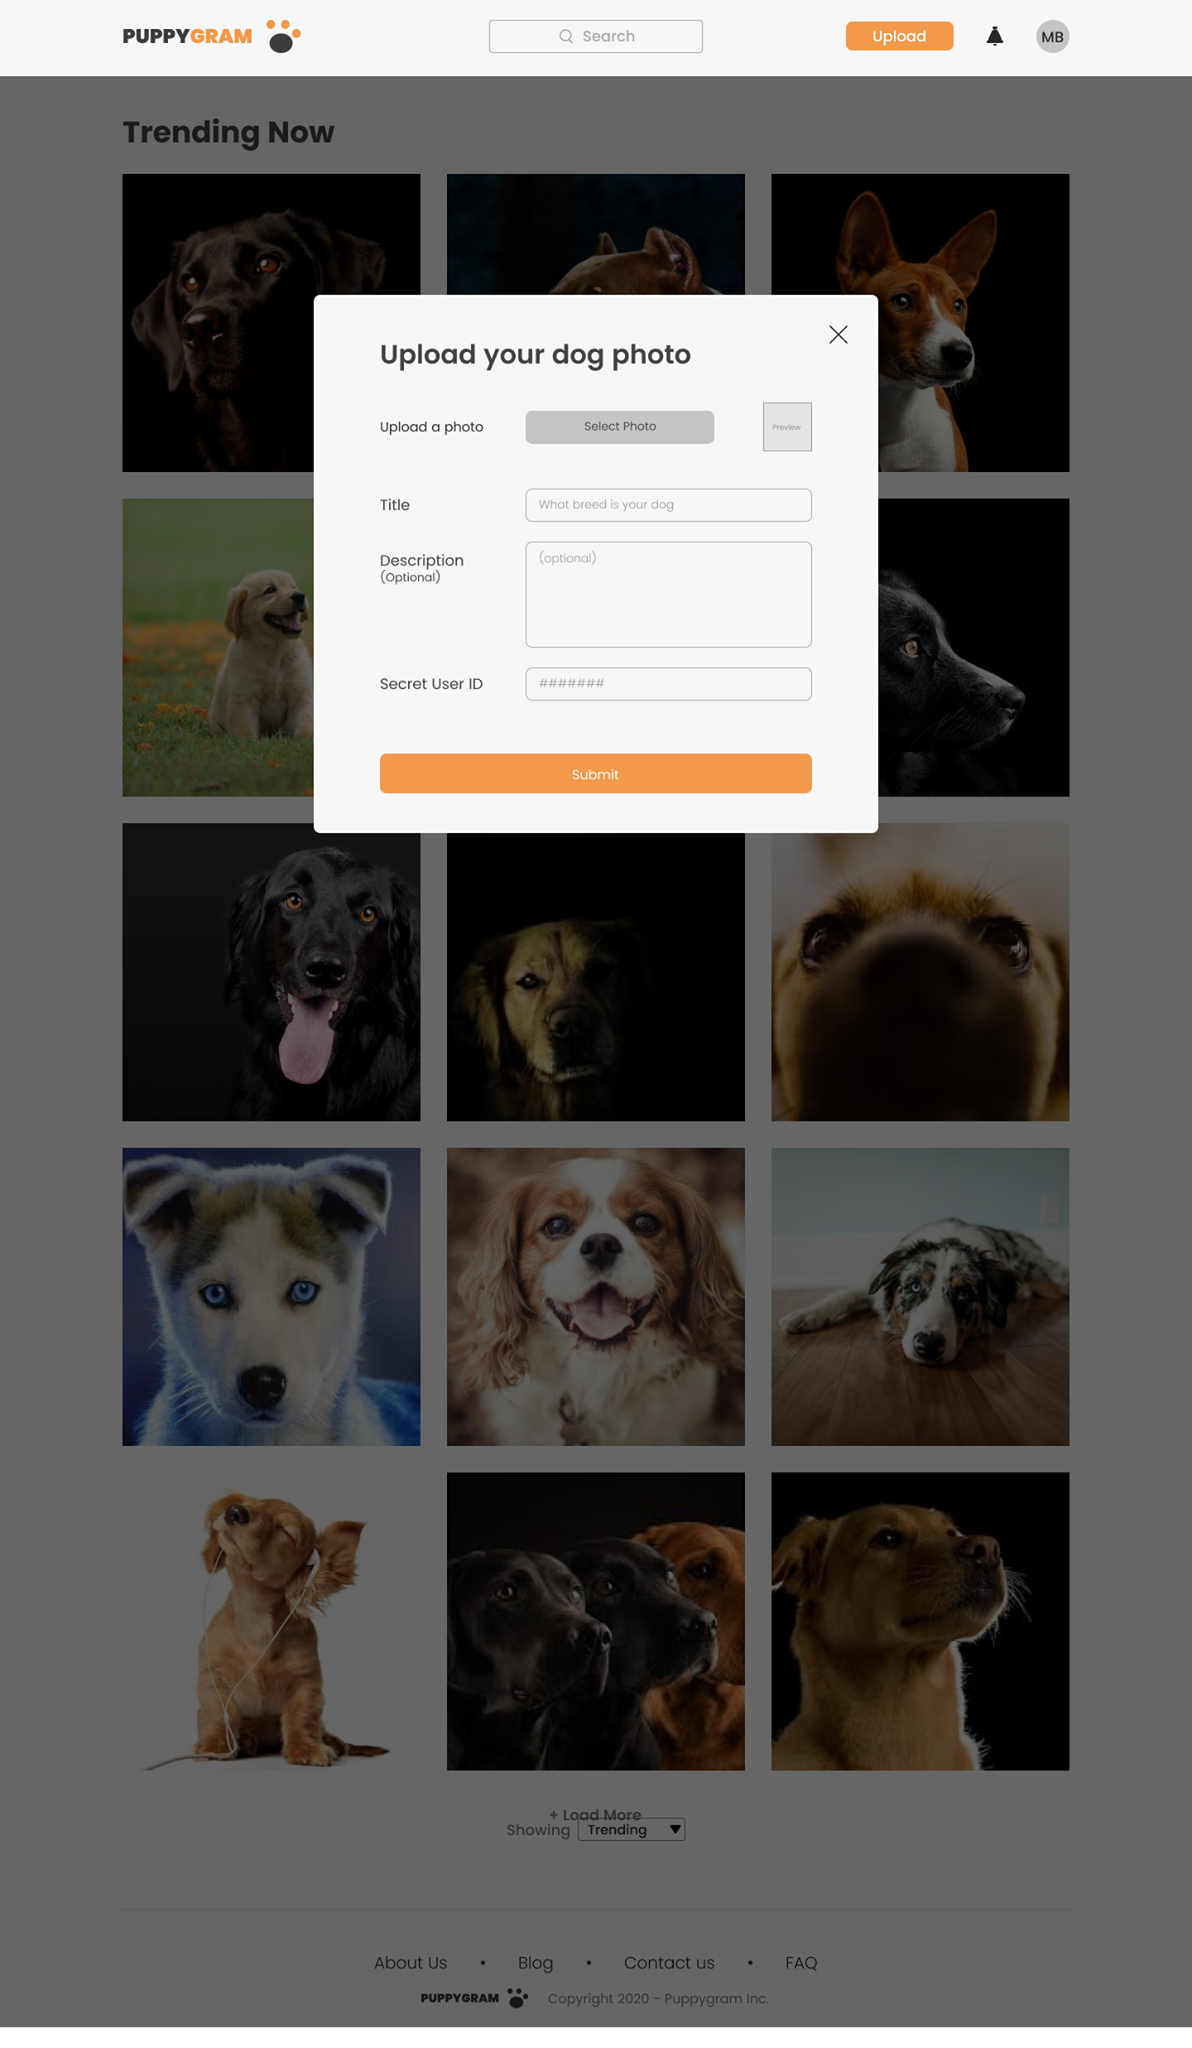 PUPPYGRAM
Search
Upload
MB
Trending Now
Upload your dog photo
Upload a photo
Select Photo
Preview
Title
What breed is your dog
Description
(Optional)
(optional)
Secret User ID
#######
Submit
+ Load More
Showing Trending
About Us • Blog • Contact us • FAQ
PUPPYGRAM Copyright 2020 - Puppygram Inc.